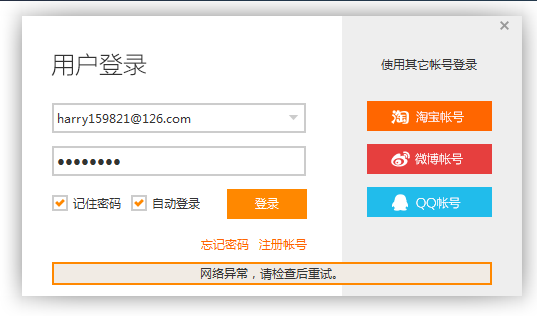 用户登录
harry159821@126.com
●●●●●●●●
记住密码 自动登录 登录
忘记密码 注册帐号
使用其它帐号登录
淘 淘宝帐号
微博帐号
QQ帐号
网络异常，请检查后重试。